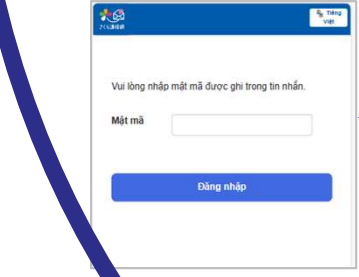 Tiếng
Việt
Vui lòng nhập mật mã được ghi trong tin nhắn.
Mật mã
Đăng nhập